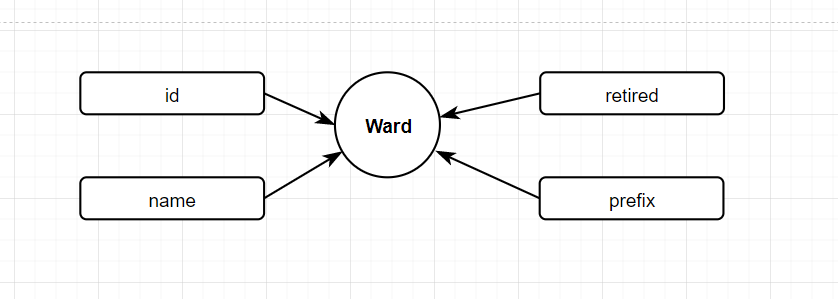 id
retired
Ward
name
prefix